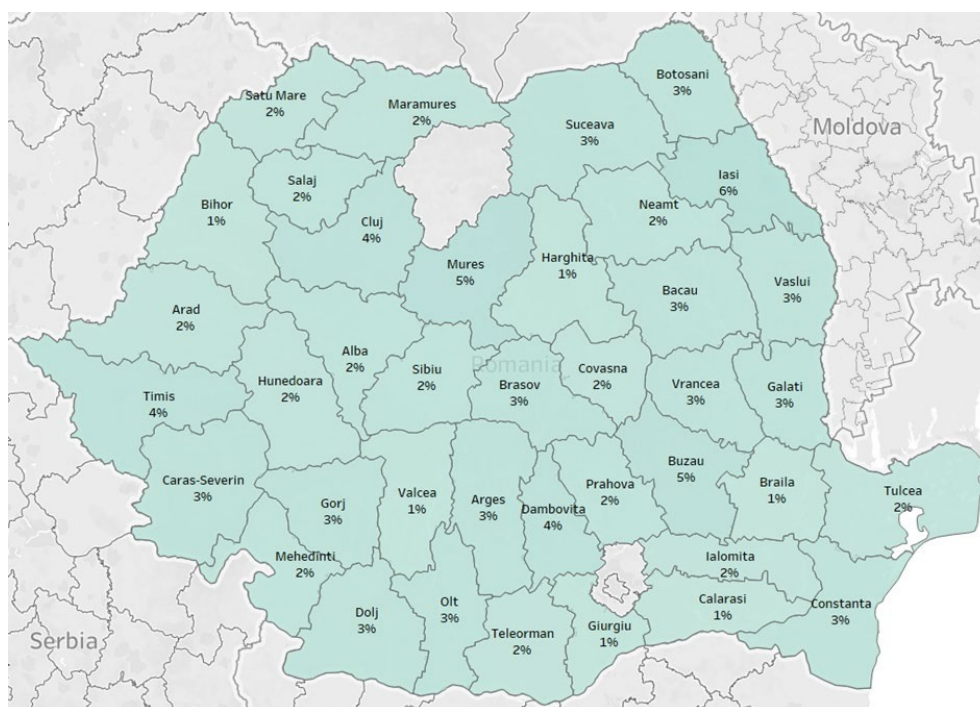 Botosani
3%
Satu Mare
2%
Maramures
2%
Suceava
3%
Moldova
Iasi
6%
Salaj
2%
Bihor
1%
Cluj
4%
Neamt
2%
Mures
5%
Harghita
1%
Bacau
3%
Vaslui
3%
Arad
2%
Alba
2%
Romania
Sibiu
2%
Covasna
2%
Hunedoara
2%
Brasov
3%
Vrancea
3%
Galati
3%
Timis
4%
Caras-Severin
3%
Buzau
5%
Prahova
2%
Braila
1%
Tulcea
2%
Valcea
1%
Arges
3%
Gorj
3%
Dambovita
4%
Mehedinti
2%
Ialomita
2%
Calarasi
1%
Constanta
3%
Olt
3%
Dolj
3%
Teleorman
2%
Giurgiu
1%
Serbia